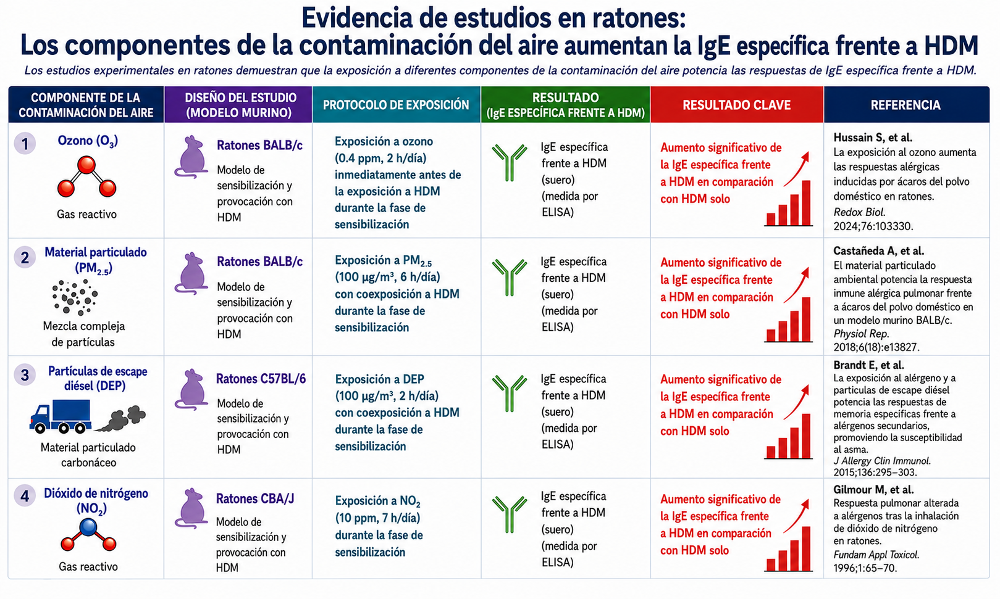 Evidencia de estudios en ratones:
Los componentes de la contaminación del aire aumentan la IgE específica frente a HDM
Los estudios experimentales en ratones demuestran que la exposición a diferentes componentes de la contaminación del aire potencia las respuestas de IgE específica frente a HDM.
COMPONENTE DE LA
CONTAMINACIÓN DEL AIRE
DISEÑO DEL ESTUDIO
(MODELO MURINO)
PROTOCOLO DE EXPOSICIÓN
RESULTADO
(IgE ESPECÍFICA FRENTE A HDM)
RESULTADO CLAVE
REFERENCIA
1
Ozono (O₃)
Gas reactivo
Ratones BALB/c
Modelo de
sensibilización y
provocación con
HDM
Exposición a ozono
(0.4 ppm, 2 h/día)
inmediatamente antes de
la exposición a HDM
durante la fase de
sensibilización
IgE específica
frente a HDM
(suero)
(medida por
ELISA)
Aumento significativo de
la IgE específica frente
a HDM en comparación
con HDM solo
Hussain S, et al.
La exposición al ozono aumenta
las respuestas alérgicas
inducidas por ácaros del polvo
doméstico en ratones.
Redox Biol.
2024;76:103330.
2
Material particulado
(PM₂.₅)
Mezcla compleja
de partículas
Ratones BALB/c
Modelo de
sensibilización y
provocación con
HDM
Exposición a PM₂.₅
(100 µg/m³, 6 h/día)
con coexposición a HDM
durante la fase de
sensibilización
IgE específica
frente a HDM
(suero)
(medida por
ELISA)
Aumento significativo de
la IgE específica frente
a HDM en comparación
con HDM solo
Castañeda A, et al.
El material particulado
ambiental potencia la respuesta
inmune alérgica pulmonar frente
a ácaros del polvo doméstico en
un modelo murino BALB/c.
Physiol Rep.
2018;6(18):e13827.
3
Partículas de escape
diésel (DEP)
Material particulado
carbonáceo
Ratones C57BL/6
Modelo de
sensibilización y
provocación con
HDM
Exposición a DEP
(100 µg/m³, 2 h/día)
con coexposición a HDM
durante la fase de
sensibilización
IgE específica
frente a HDM
(suero)
(medida por
ELISA)
Aumento significativo de
la IgE específica frente
a HDM en comparación
con HDM solo
Brandt E, et al.
La exposición al alérgeno y a
particulas de escape diésel
potencia las respuestas de
memoria específicas frente a
alérgenos secundarios,
promoviendo la susceptibilidad
al asma.
J Allergy Clin Immunol.
2015;136:295–303.
4
Dióxido de nitrógeno
(NO₂)
Gas reactivo
Ratones CBA/J
Modelo de
sensibilización y
provocación con
HDM
Exposición a NO₂
(10 ppm, 7 h/día)
durante la fase de
sensibilización
IgE específica
frente a HDM
(suero)
(medida por
ELISA)
Aumento significativo de
la IgE específica frente
a HDM en comparación
con HDM solo
Gilmour M, et al.
Respuesta pulmonar alterada
a alérgenos tras la inhalación
de dióxido de nitrógeno
en ratones.
Fundam Appl Toxicol.
1996;1:65–70.